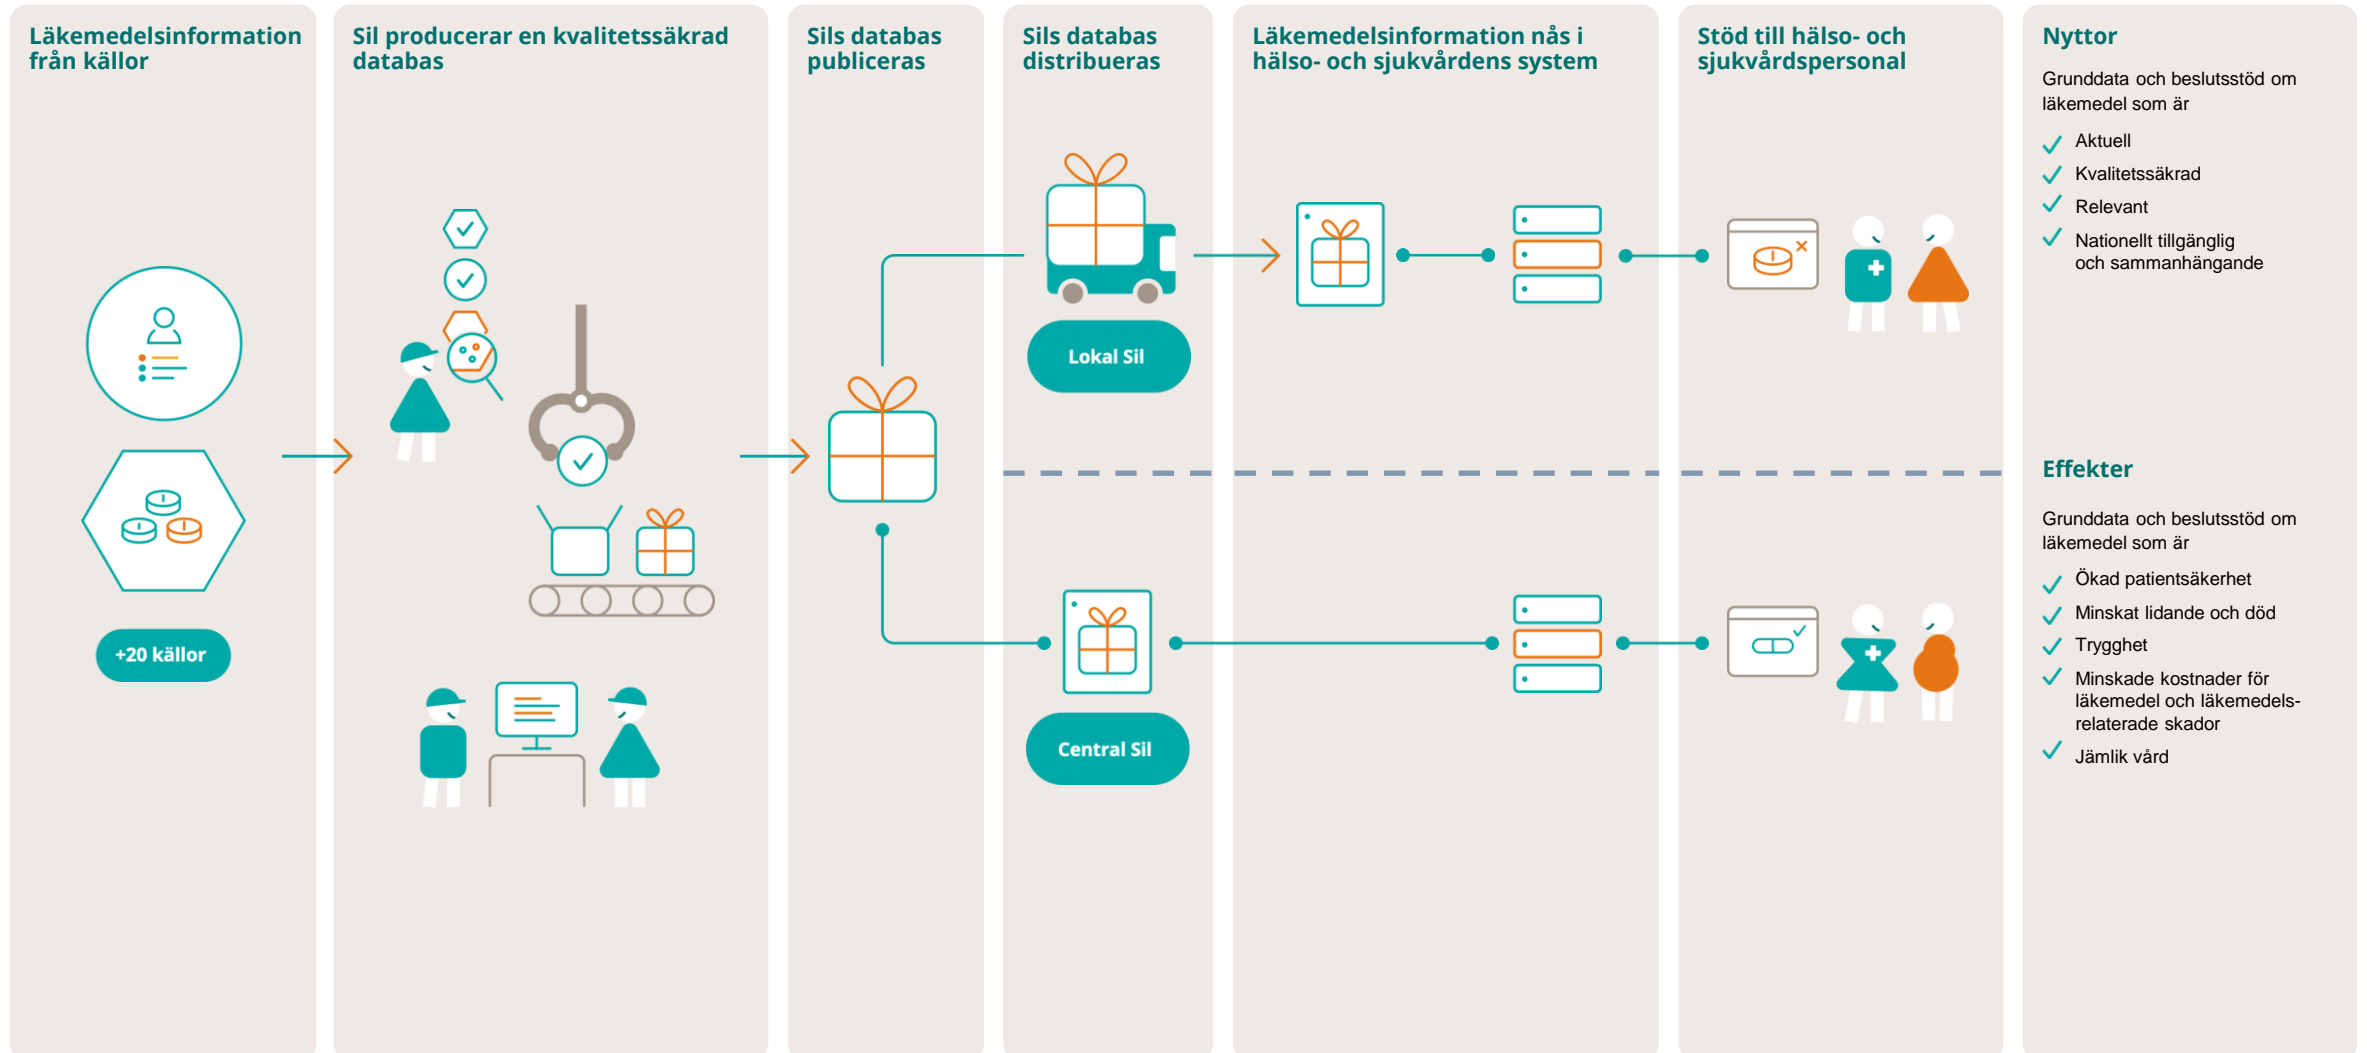 Läkemedelsinformation
från källor
+20 källor
Sil producerar en kvalitetssäkrad
databas
Sils databas
publiceras
Sils databas
distribueras
Lokal Sil
Central Sil
Läkemedelsinformation nås i
hälso- och sjukvårdens system
Stöd till hälso- och
sjukvårdspersonal
Nyttor
Grunddata och beslutsstöd om
läkemedel som är
Aktuell
Kvalitetssäkrad
Relevant
Nationellt tillgänglig
och sammanhängande
Effekter
Grunddata och beslutsstöd om
läkemedel som är
Ökad patientsäkerhet
Minskat lidande och död
Trygghet
Minskade kostnader för
läkemedel och läkemedels-
relaterade skador
Jämlik vård